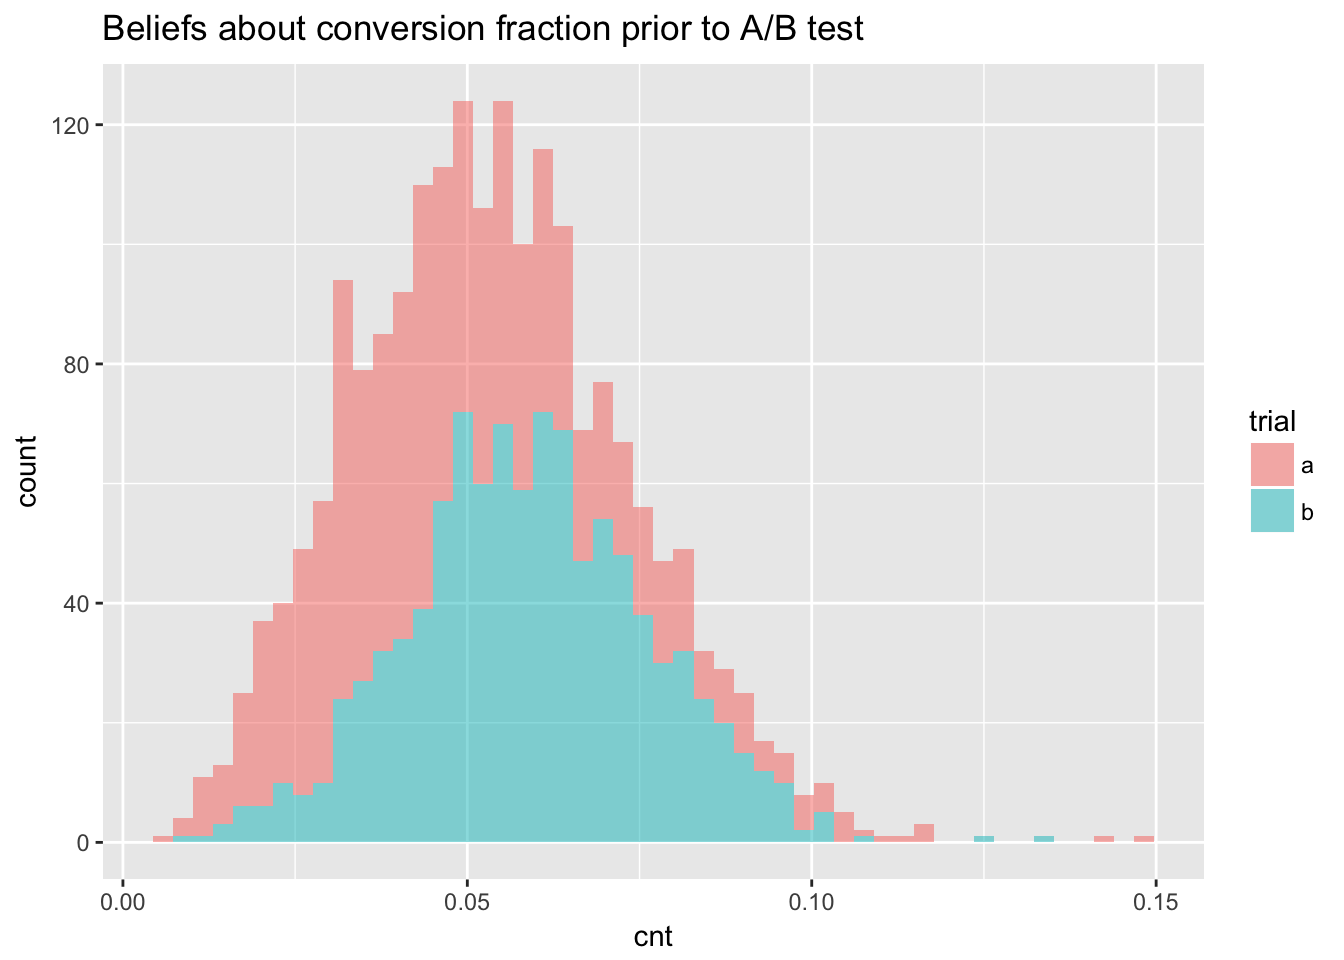 Beliefs about conversion fraction prior to A/B test
120
80
40
0
count
0.00 0.05 0.10 0.15
cnt
trial
a
b